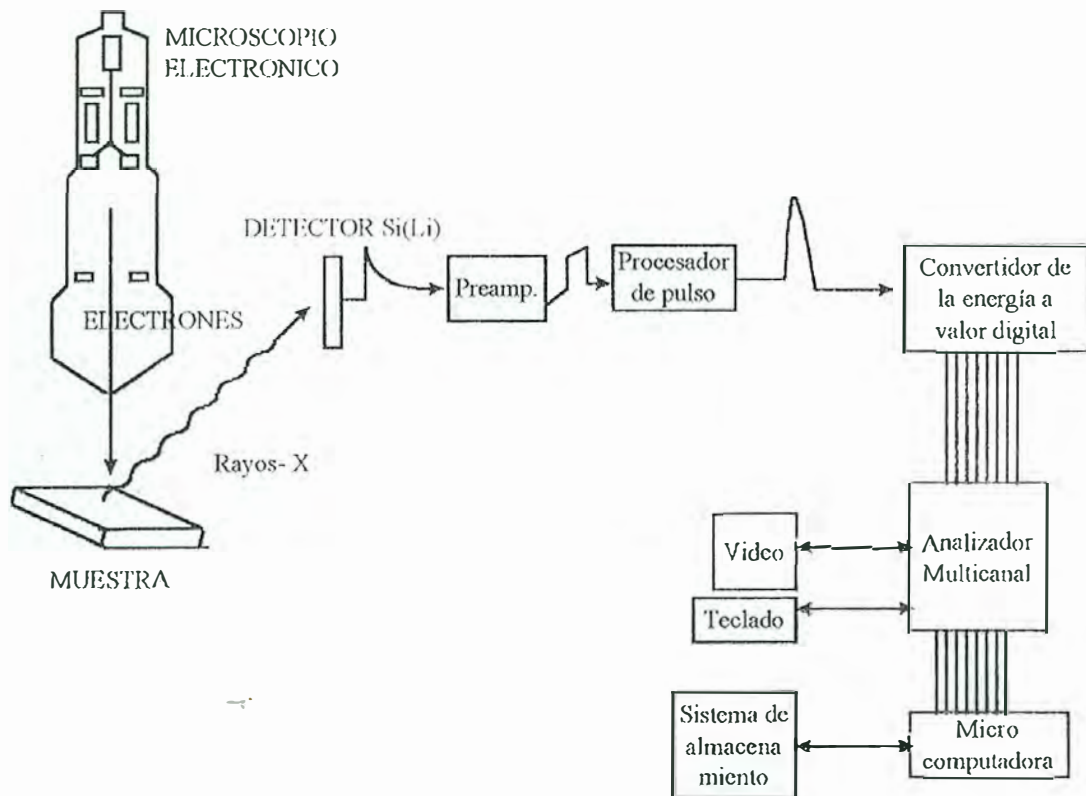 MICROSCOPIO
ELECTRONICO
DETECTOR Si(Li)
Preamp.
Procesador
de pulso
Convertidor de
la energía a
valor digital
ELECTRONES
Rayos- X
MUESTRA
Video
Teclado
Analizador
Multicanal
Sistema de
almacena
miento
Micro
computadora